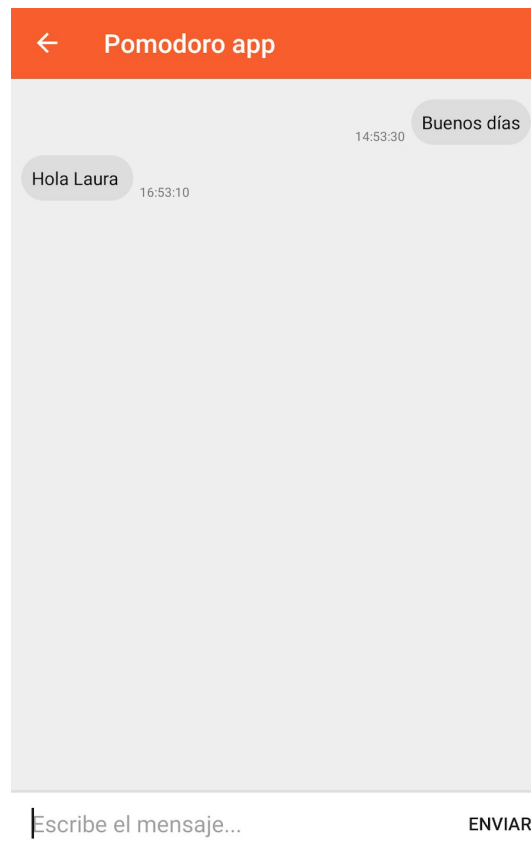 Pomodoro app
Buenos días
14:53:30
Hola Laura
16:53:10
Escribe el mensaje...
ENVIAR